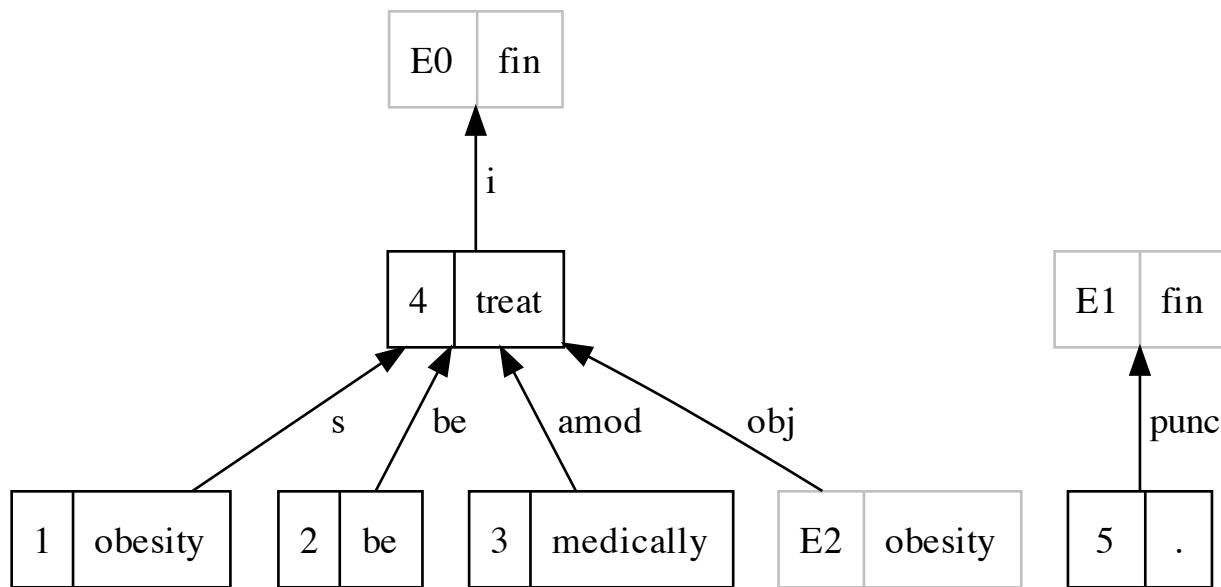 E0 fin
i
4 treat
E1 fin
s be amod obj punc
1 obesity 2 be 3 medically E2 obesity 5 .